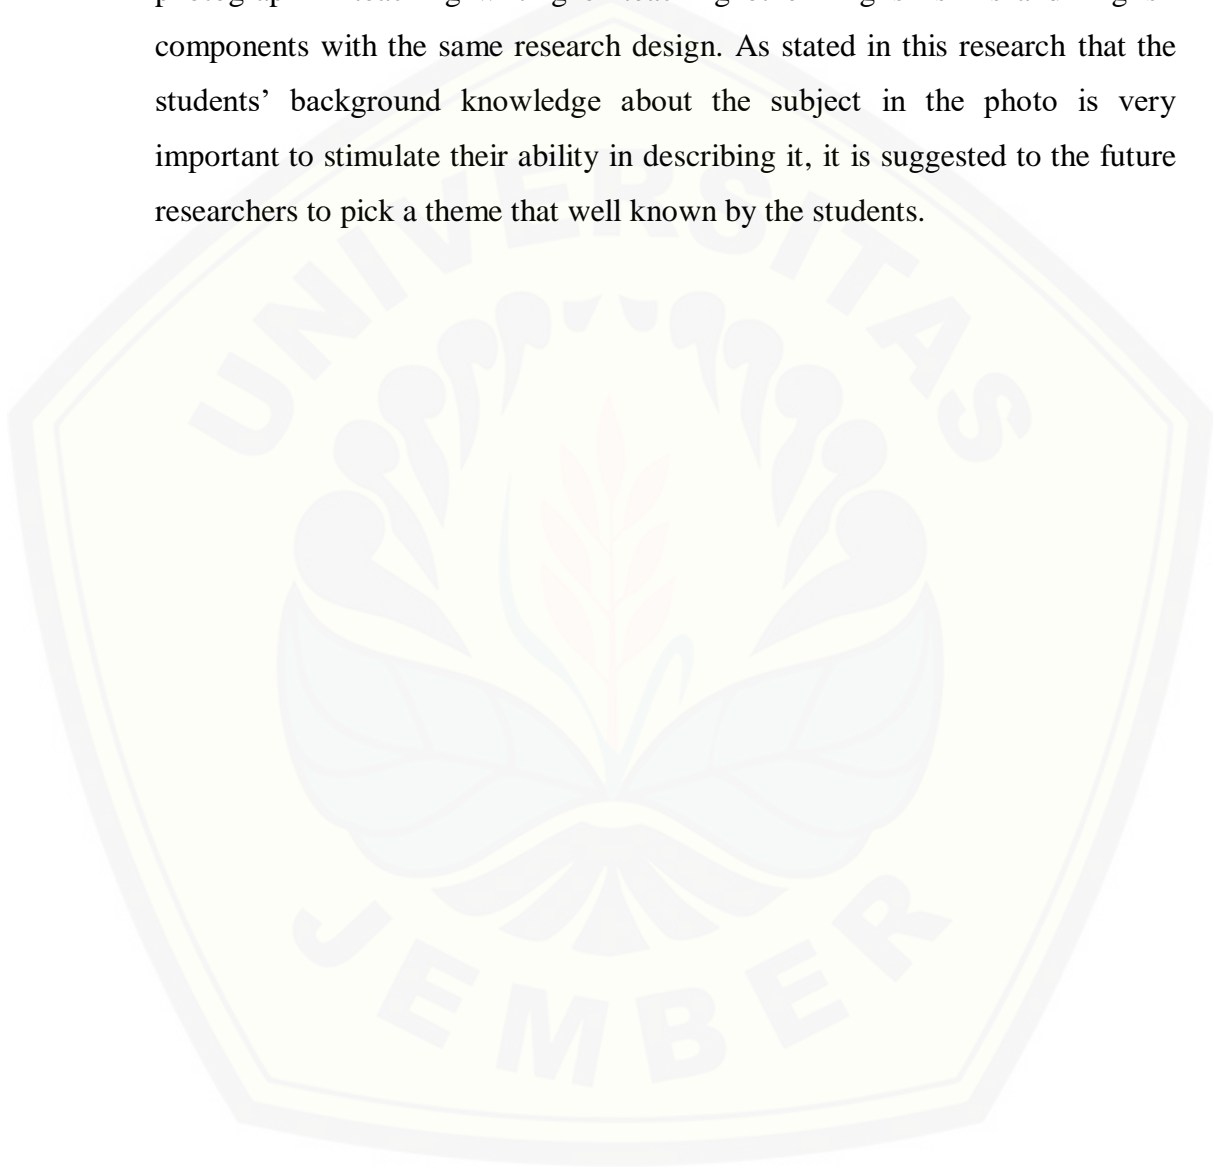 components with the same research design. As stated in this research that the
students’ background knowledge about the subject in the photo is very
important to stimulate their ability in describing it, it is suggested to the future
researchers to pick a theme that well known by the students.
UNIVERSITAS
JEMBER